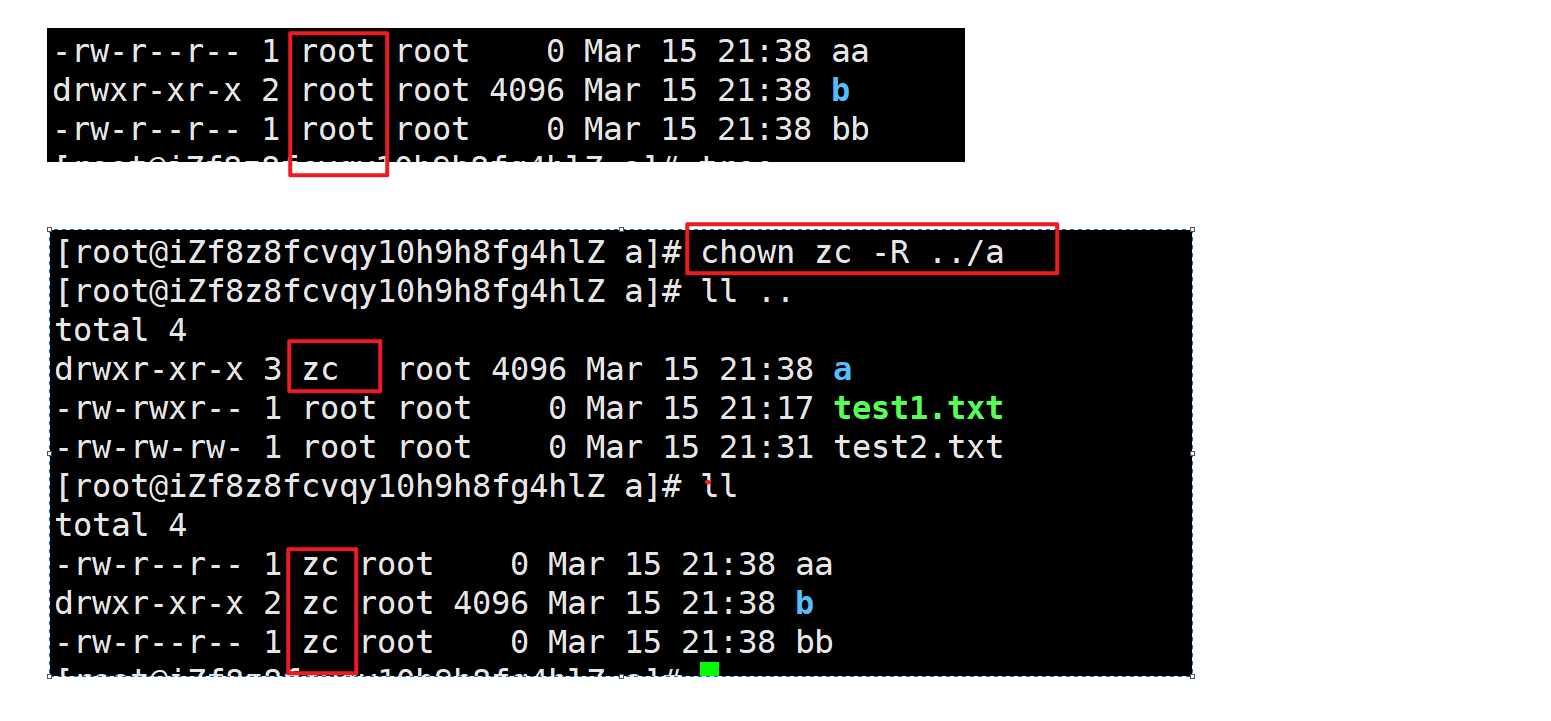 -rw-r--r-- 1 root root    0 Mar 15 21:38 aa
drwxr-xr-x 2 root root 4096 Mar 15 21:38 b
-rw-r--r-- 1 root root    0 Mar 15 21:38 bb
[root@iZf8z8fcvqy10h9h8fg4hlZ a]# tree
[root@iZf8z8fcvqy10h9h8fg4hlZ a]# chown zc -R ../a
[root@iZf8z8fcvqy10h9h8fg4hlZ a]# ll ..
total 4
drwxr-xr-x 3 zc   root 4096 Mar 15 21:38 a
-rw-rwxr-- 1 root root    0 Mar 15 21:17 test1.txt
-rw-rw-rw- 1 root root    0 Mar 15 21:31 test2.txt
[root@iZf8z8fcvqy10h9h8fg4hlZ a]# ll
total 4
-rw-r--r-- 1 zc root    0 Mar 15 21:38 aa
drwxr-xr-x 2 zc root 4096 Mar 15 21:38 b
-rw-r--r-- 1 zc root    0 Mar 15 21:38 bb
[root@iZf8z8fcvqy10h9h8fg4hlZ a]#